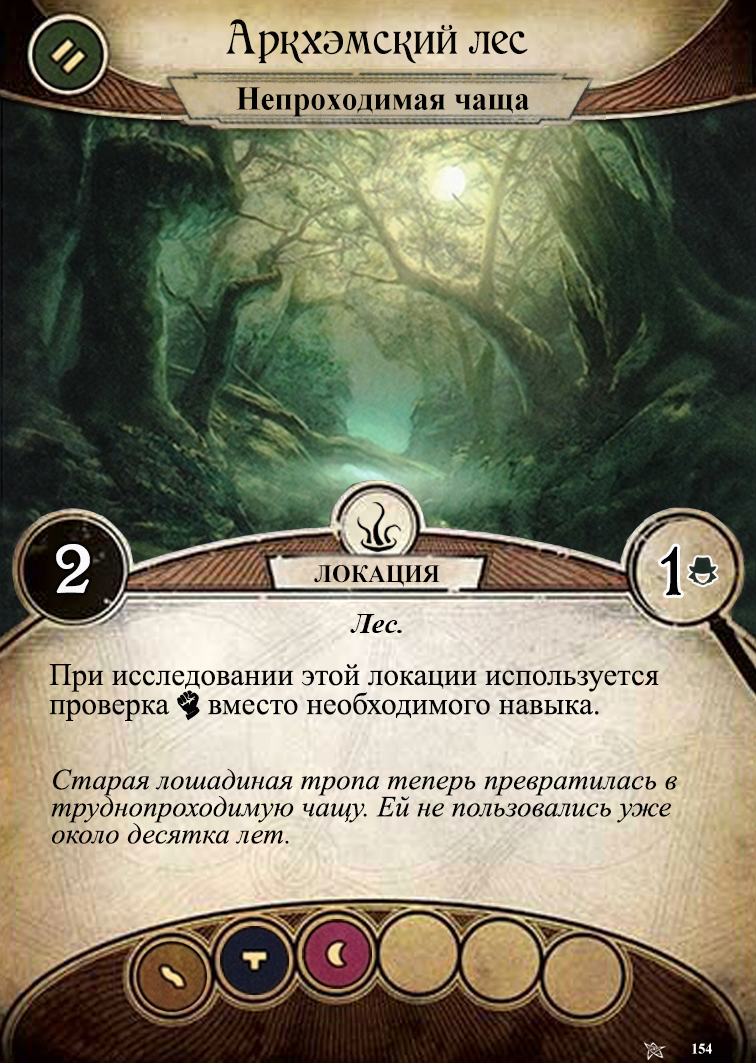 Аркхэмский лес
Непроходимая чаща
2
1
ЛОКАЦИЯ
Лес.
При исследовании этой локации используется
проверка вместо необходимого навыка.
Старая лошадиная тропа теперь превратилась в
труднопроходимую чащу. Ей не пользовались уже
около десятка лет.
154